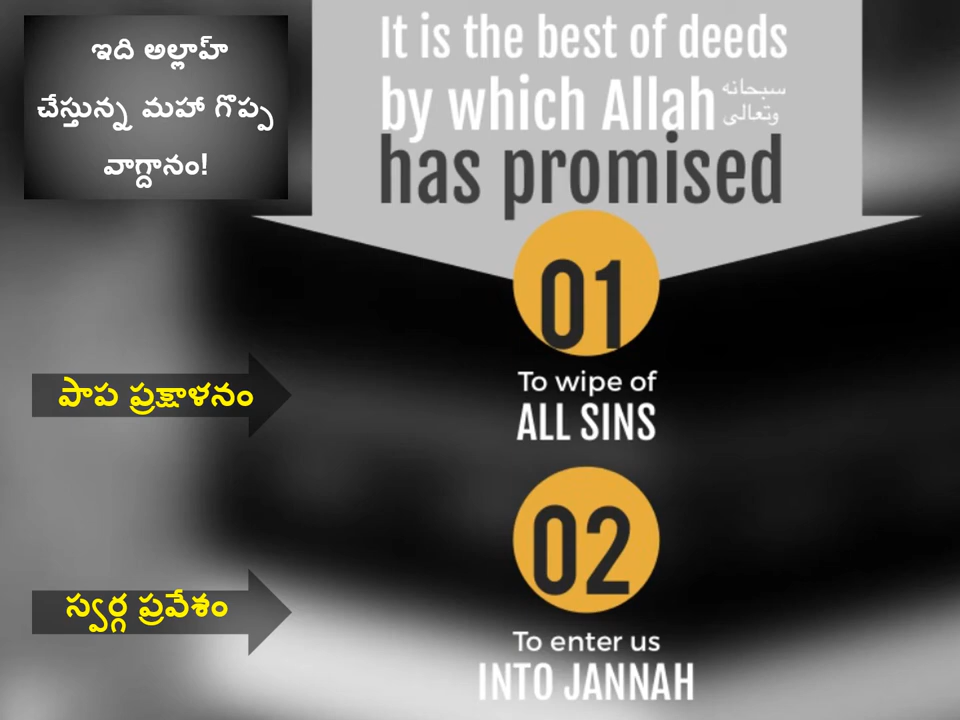 ఇది అల్లాహ్
చేస్తున్న మహా గొప్ప
వాగ్దానం!
It is the best of deeds
by which Allah سبحانه وتعالى
has promised
01
To wipe of
ALL SINS
పాప ప్రక్షాళనం
02
To enter us
INTO JANNAH
స్వర్గ ప్రవేశం